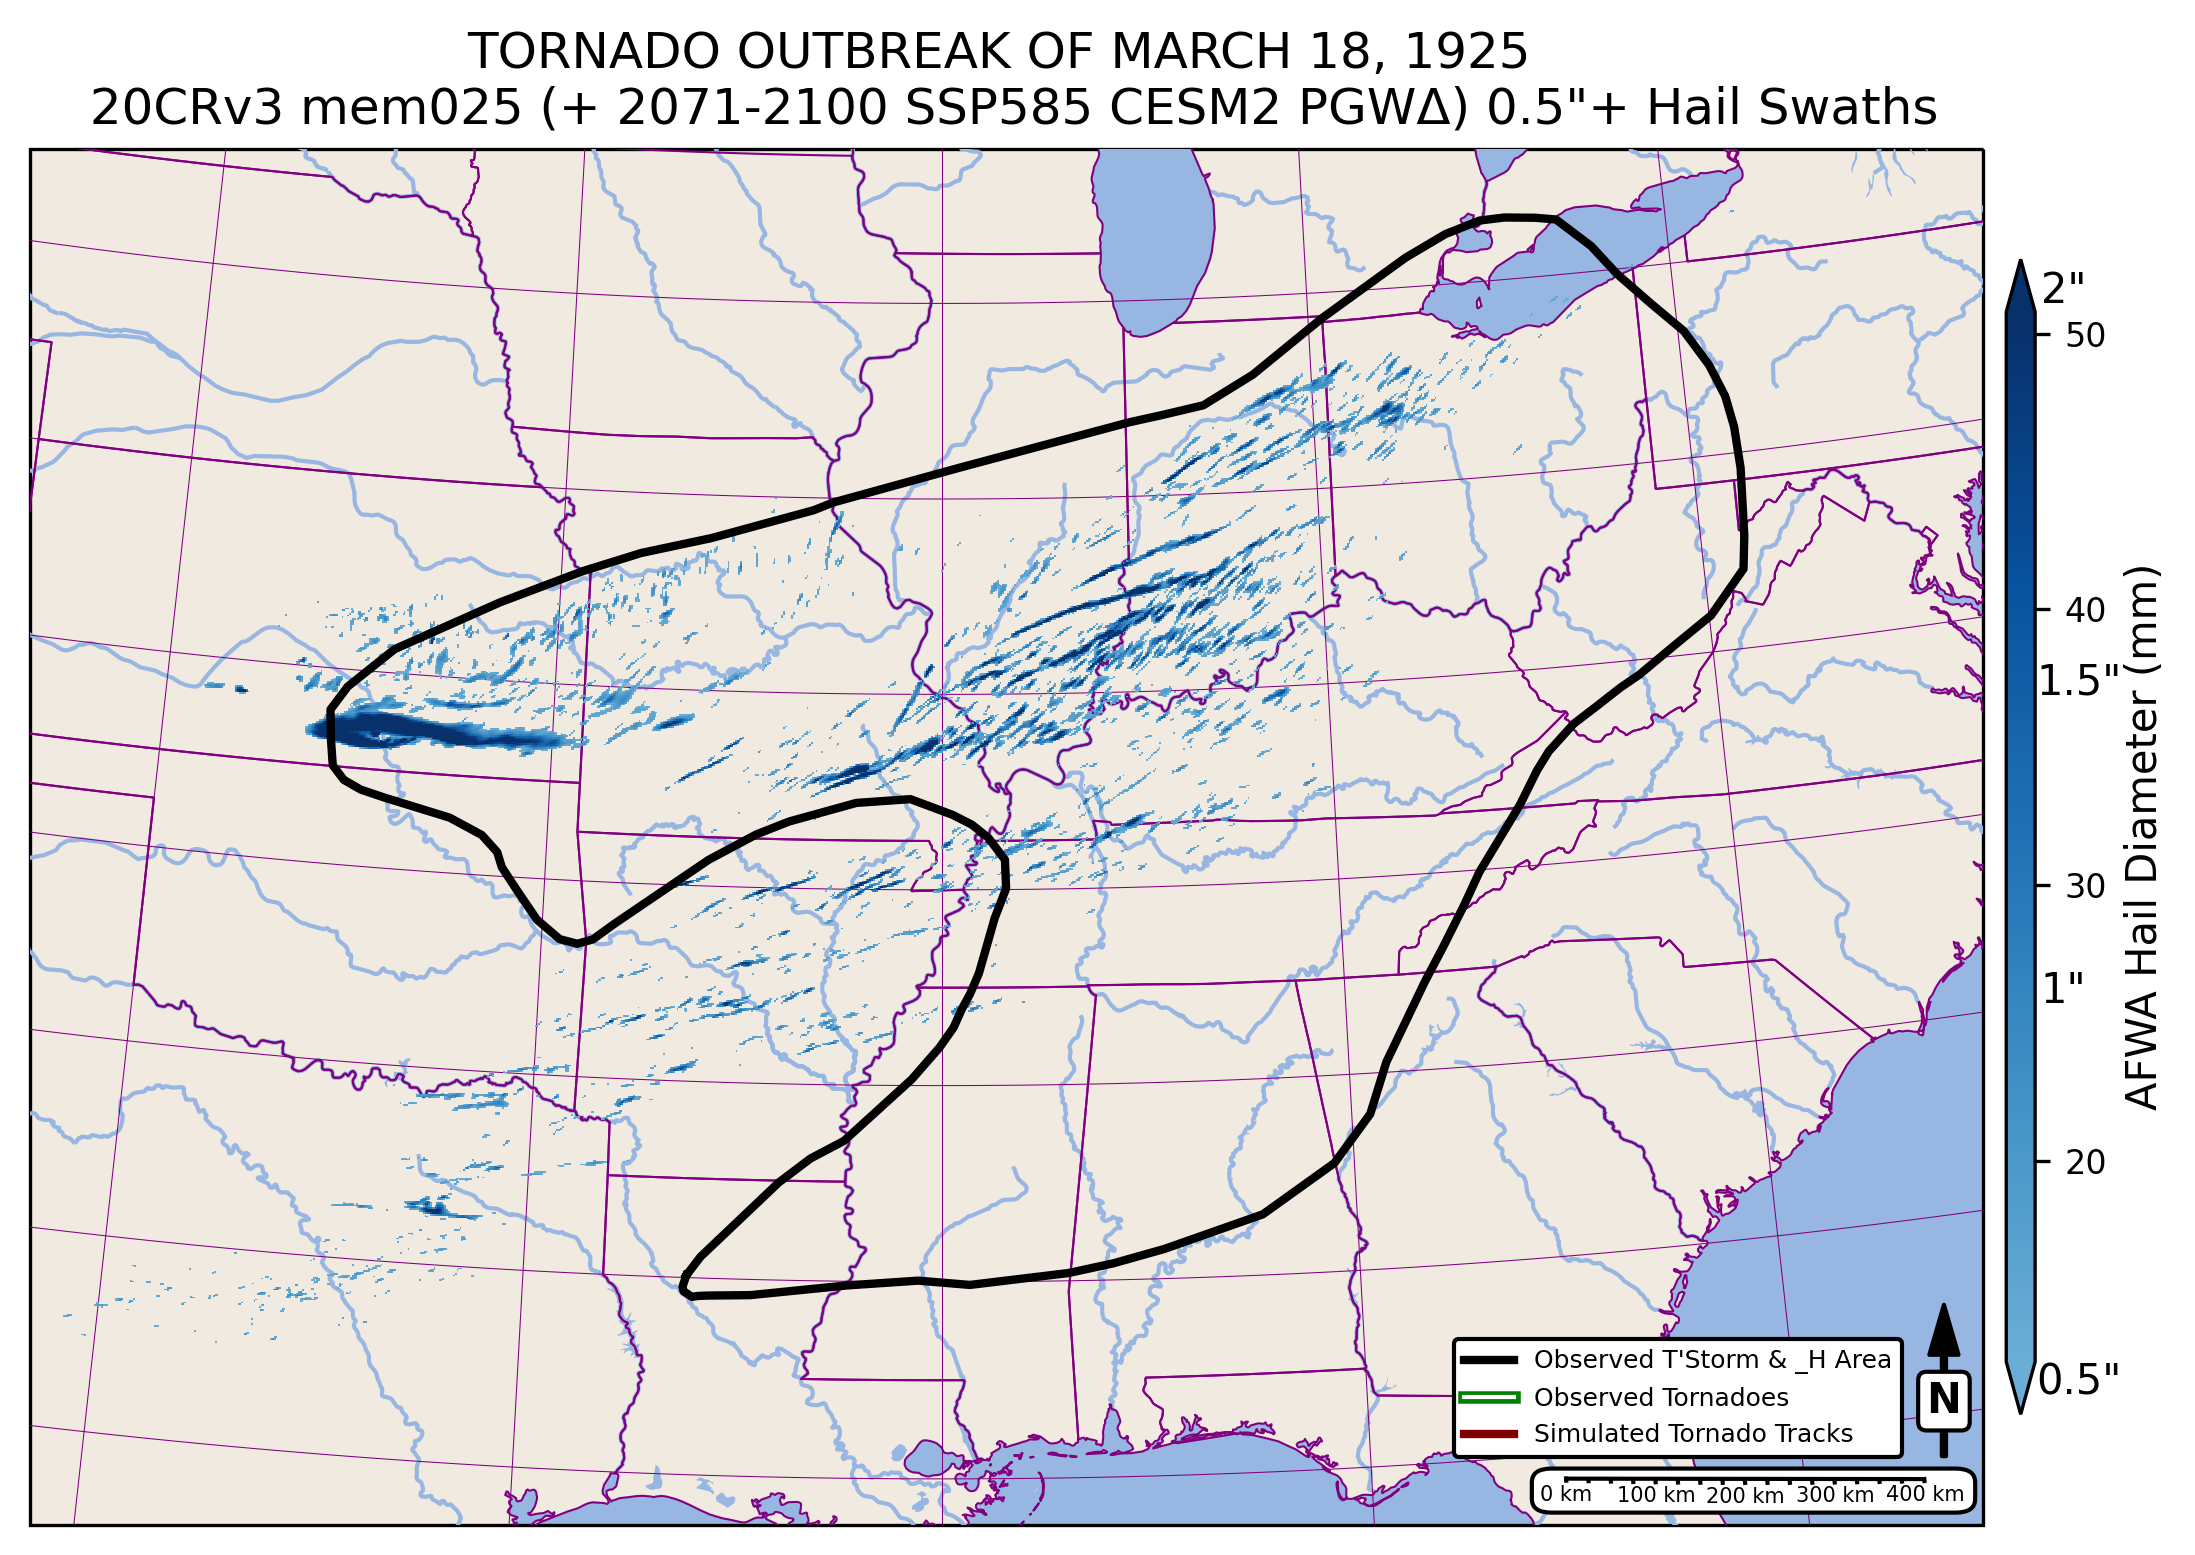 TORNADO OUTBREAK OF MARCH 18, 1925
20CRv3 mem025 (+ 2071-2100 SSP585 CESM2 PGWΔ) 0.5"+ Hail Swaths
2"
50
40
1.5"
30
1"
20
0.5"
AFWA Hail Diameter (mm)
Observed T'Storm & _H Area
Observed Tornadoes
Simulated Tornado Tracks
N
0 km 100 km 200 km 300 km 400 km